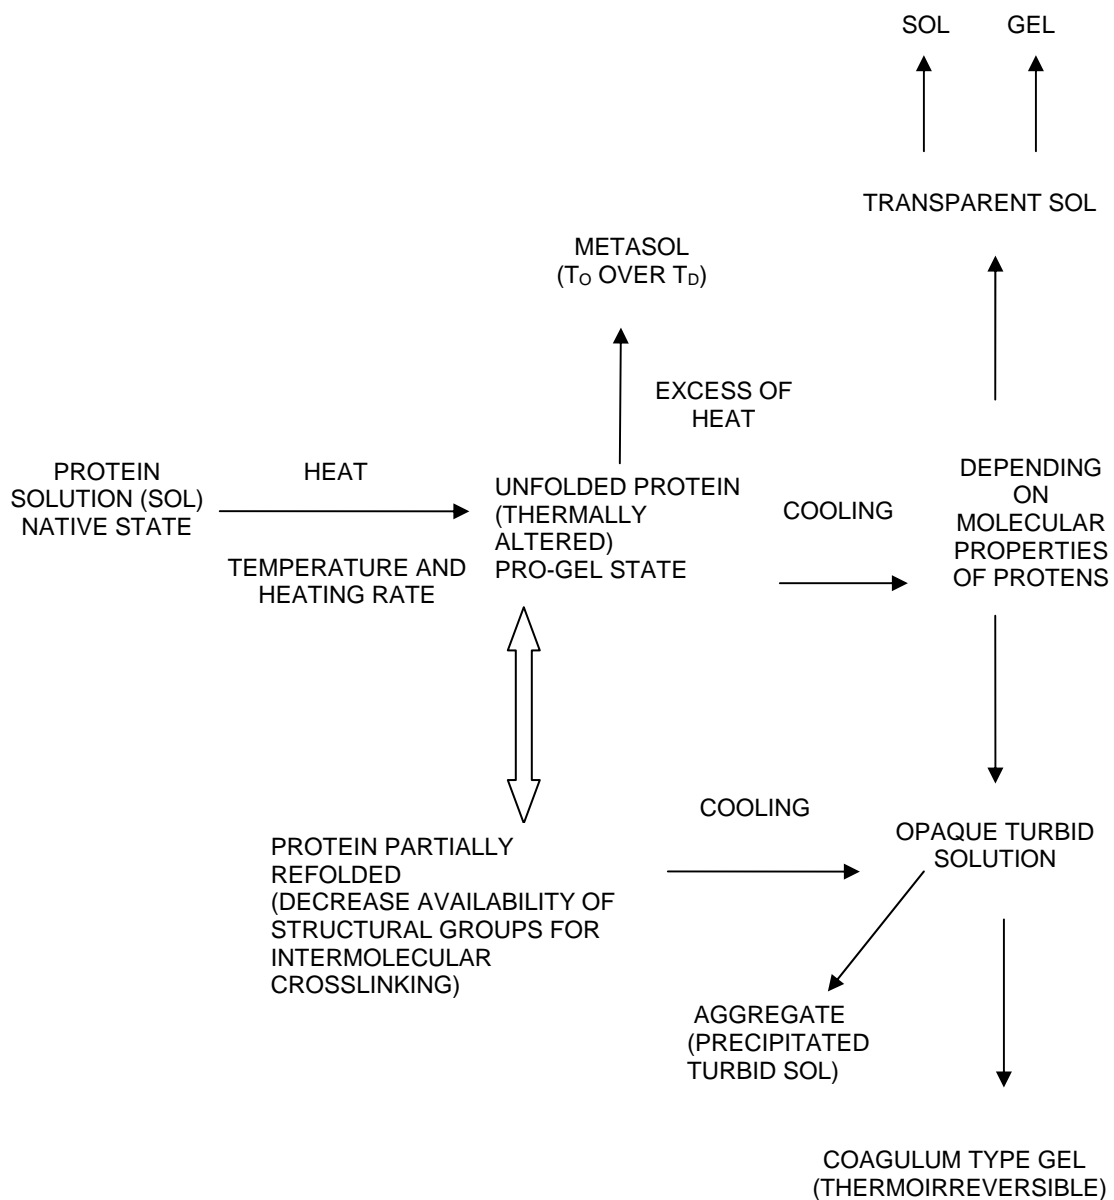 SOL
GEL
TRANSPARENT SOL
METASOL
(TO OVER TD)
EXCESS OF
HEAT
PROTEIN
SOLUTION (SOL)
NATIVE STATE
HEAT
TEMPERATURE AND
HEATING RATE
UNFOLDED PROTEIN
(THERMALLY
ALTERED)
PRO-GEL STATE
COOLING
DEPENDING
ON
MOLECULAR
PROPERTIES
OF PROTENS
COOLING
PROTEIN PARTIALLY
REFOLDED
(DECREASE AVAILABILITY OF
STRUCTURAL GROUPS FOR
INTERMOLECULAR
CROSSLINKING)
OPAQUE TURBID
SOLUTION
AGGREGATE
(PRECIPITATED
TURBID SOL)
COAGULUM TYPE GEL
(THERMOIRREVERSIBLE)